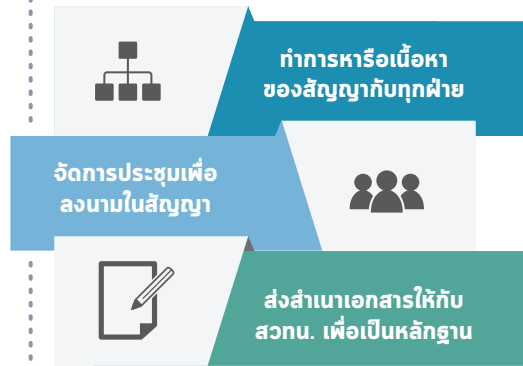 ทำการหารือเนื้อหา
ของสัญญากับทุกฝ่าย
จัดการประชุมเพื่อ
ลงนามในสัญญา
ส่งสำเนาเอกสารให้กับ
สวทน. เพื่อเป็นหลักฐาน